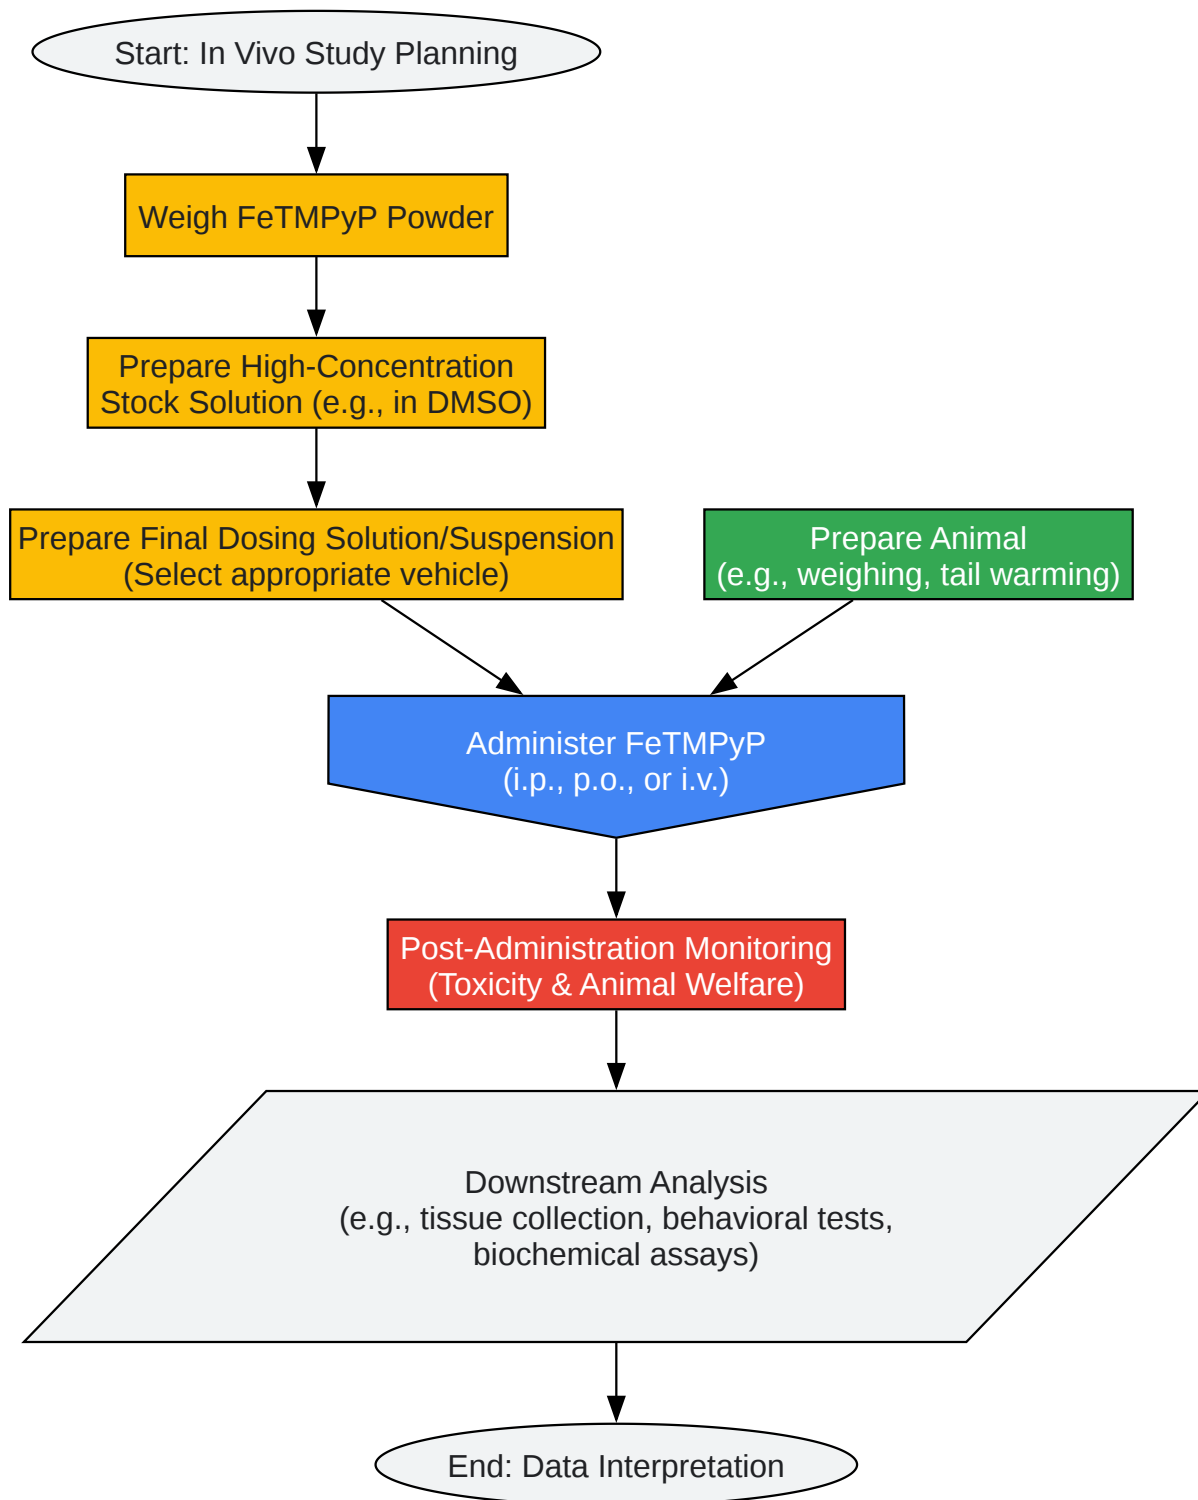 Start: In Vivo Study Planning
Weigh FeTMPyP Powder
Prepare High-Concentration
Stock Solution (e.g., in DMSO)
Prepare Final Dosing Solution/Suspension
(Select appropriate vehicle)
Prepare Animal
(e.g., weighing, tail warming)
Administer FeTMPyP
(i.p., p.o., or i.v.)
Post-Administration Monitoring
(Toxicity & Animal Welfare)
Downstream Analysis
(e.g., tissue collection, behavioral tests,
biochemical assays)
End: Data Interpretation